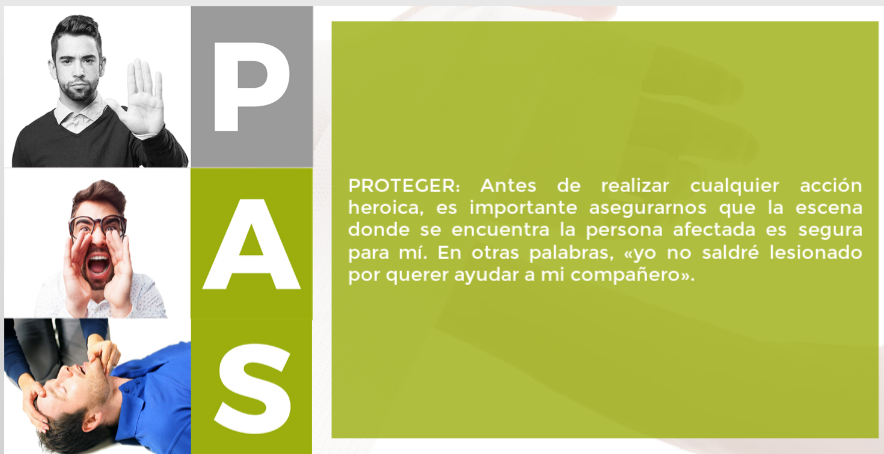 P
A
S
PROTEGER: Antes de realizar cualquier acción
heroica, es importante asegurarnos que la escena
donde se encuentra la persona afectada es segura
para mí. En otras palabras, «yo no saldré lesionado
por querer ayudar a mi compañero».